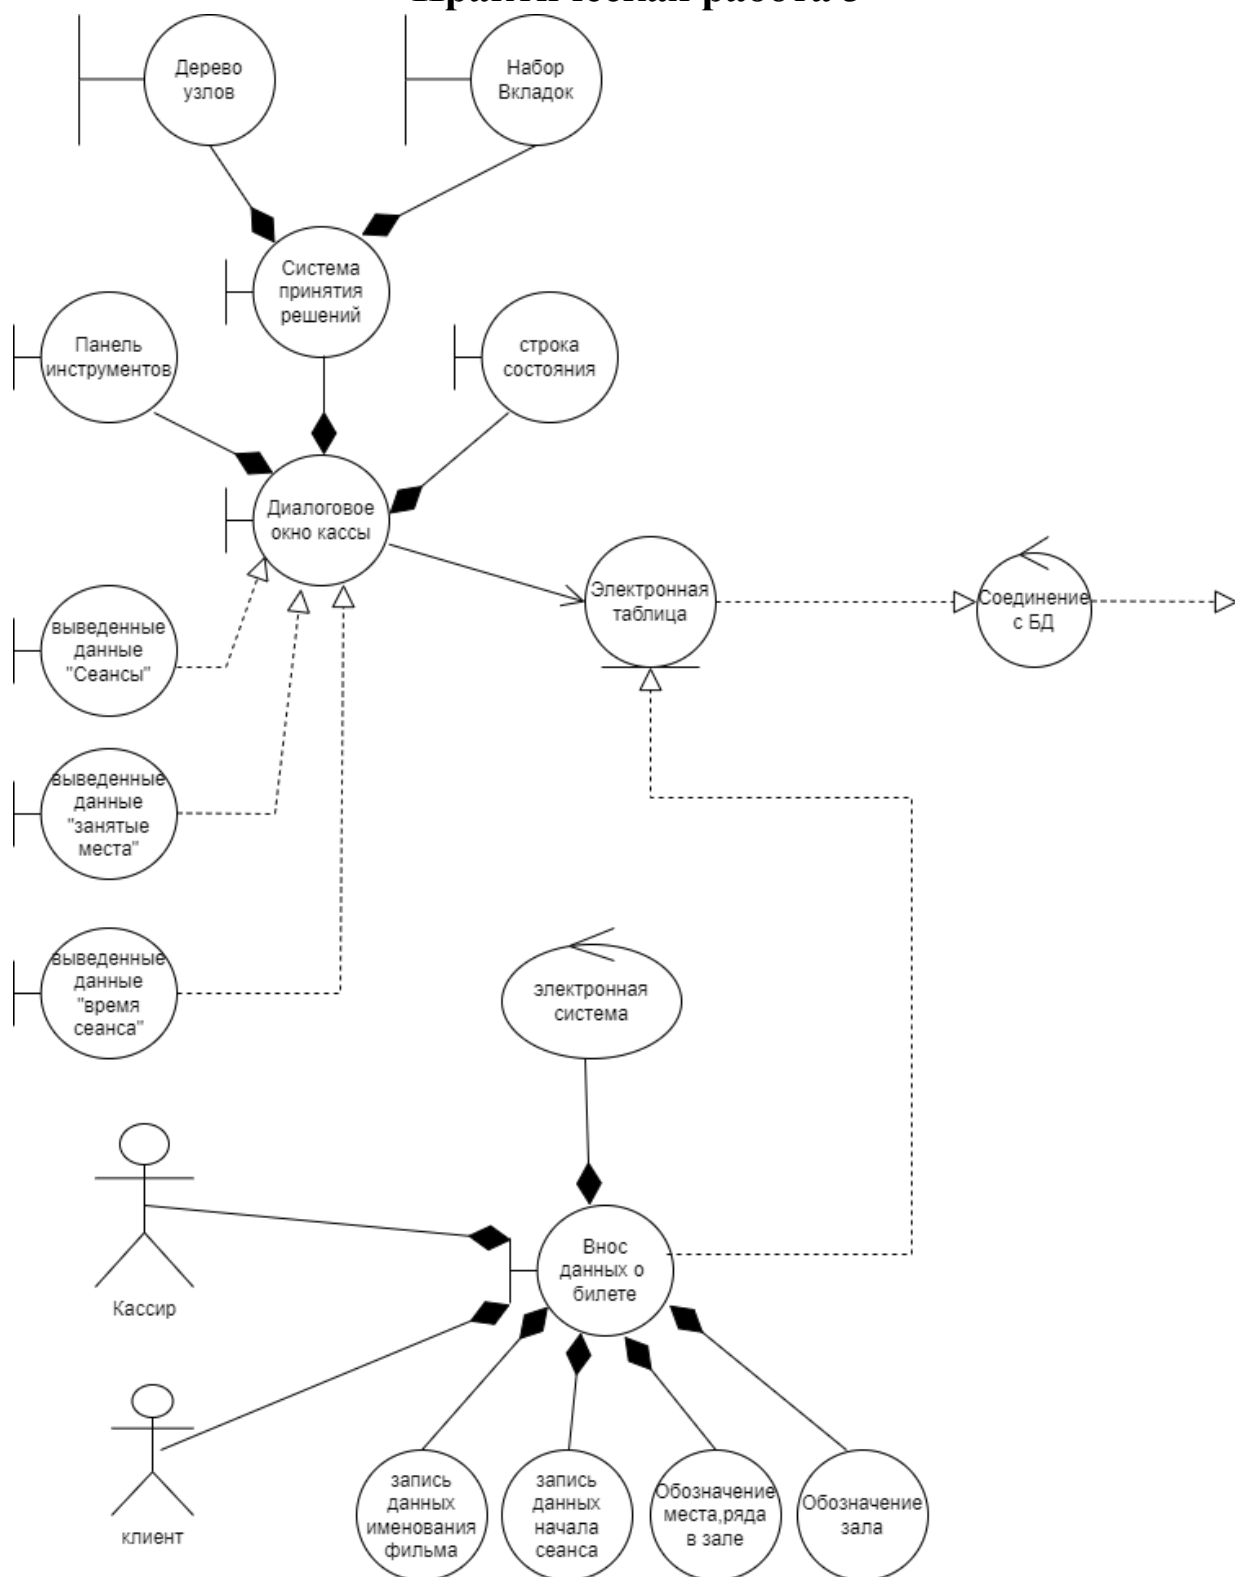 Практическая работа
Дерево
узлов
Набор
Вкладок
Система
принятия
решений
Панель
инструментов
строка
состояния
Диалоговое
окно кассы
Электронная
таблица
Соединение
с БД
выведенные
данные
"Сеансы"
выведенные
данные
"занятые
места"
выведенные
данные
"время
сеанса"
электронная
система
Кассир
Внос
данных о
билете
клиент
запись
данных
именования
фильма
запись
данных
начала
сеанса
Обозначение
места,ряда
в зале
Обозначение
зала